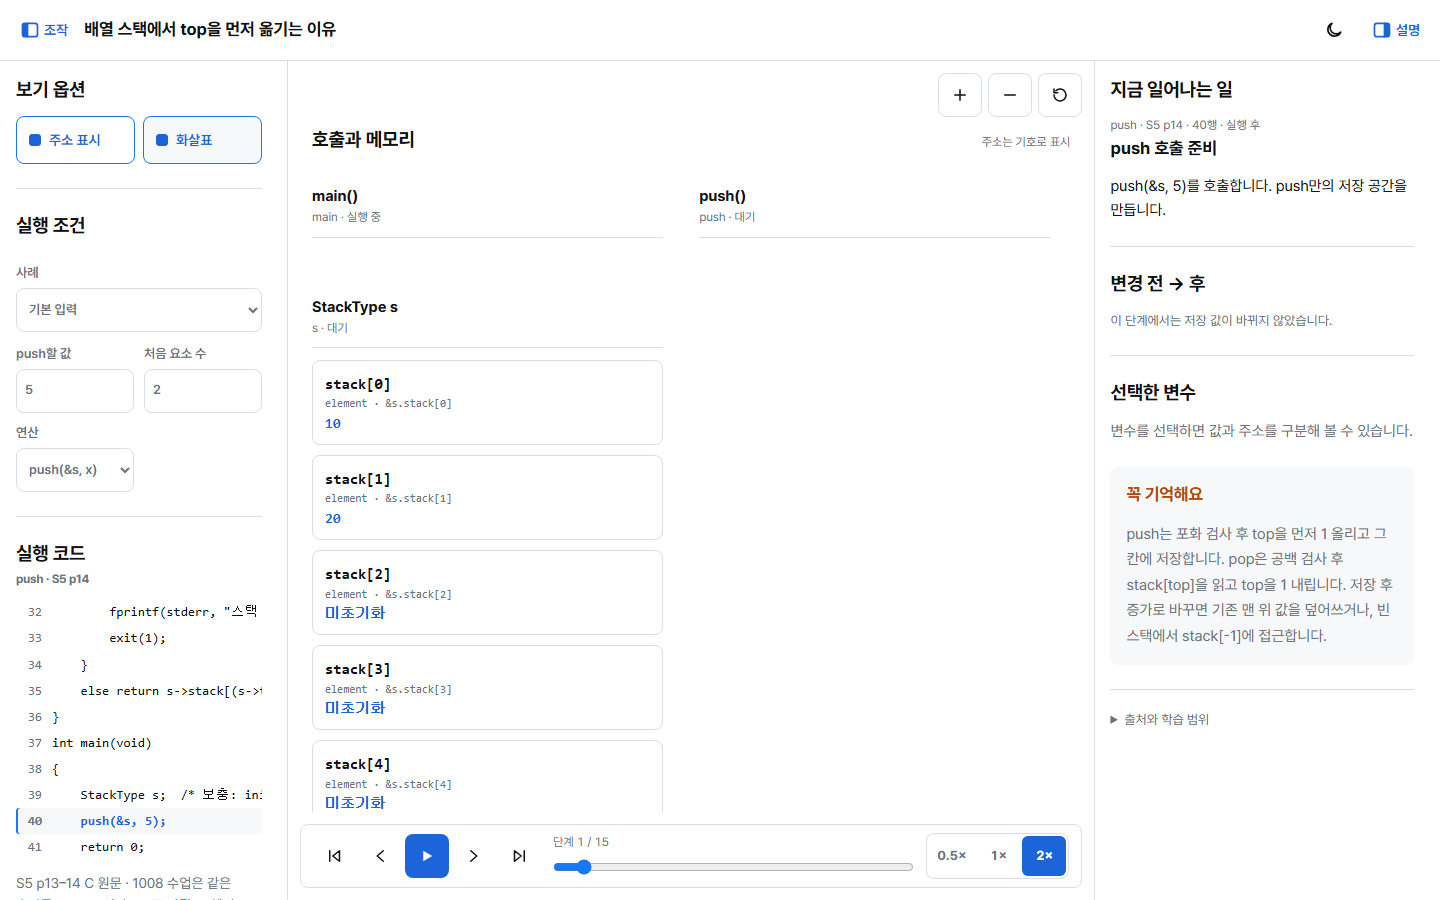 조작
배열 스택에서 top을 먼저 옮기는 이유
설명
보기 옵션
주소 표시
화살표
실행 조건
사례
기본 입력
push할 값
처음 요소 수
5
2
연산
push(&s, x)
실행 코드
push · S5 p14
32 fprintf(stderr, "스택
33 exit(1);
34 }
35 else return s->stack[(s->t
36 }
37 int main(void)
38 {
39 StackType s; /* 보충: ini
40 push(&s, 5);
41 return 0;
S5 p13–14 C 원문 · 1008 수업은 같은
호출과 메모리
주소는 기호로 표시
main()
main · 실행 중
push()
push · 대기
StackType s
s · 대기
stack[0]
element · &s.stack[0]
10
stack[1]
element · &s.stack[1]
20
stack[2]
element · &s.stack[2]
미초기화
stack[3]
element · &s.stack[3]
미초기화
stack[4]
element · &s.stack[4]
미초기화
단계 1 / 15
0.5×
1×
2×
지금 일어나는 일
push · S5 p14 · 40행 · 실행 후
push 호출 준비
push(&s, 5)를 호출합니다. push만의 저장 공간을
만듭니다.
변경 전 → 후
이 단계에서는 저장 값이 바뀌지 않았습니다.
선택한 변수
변수를 선택하면 값과 주소를 구분해 볼 수 있습니다.
꼭 기억해요
push는 포화 검사 후 top을 먼저 1 올리고 그
칸에 저장합니다. pop은 공백 검사 후
stack[top]을 읽고 top을 1 내립니다. 저장 후
증가로 바꾸면 기존 맨 위 값을 덮어쓰거나, 빈
스택에서 stack[-1]에 접근합니다.
출처와 학습 범위